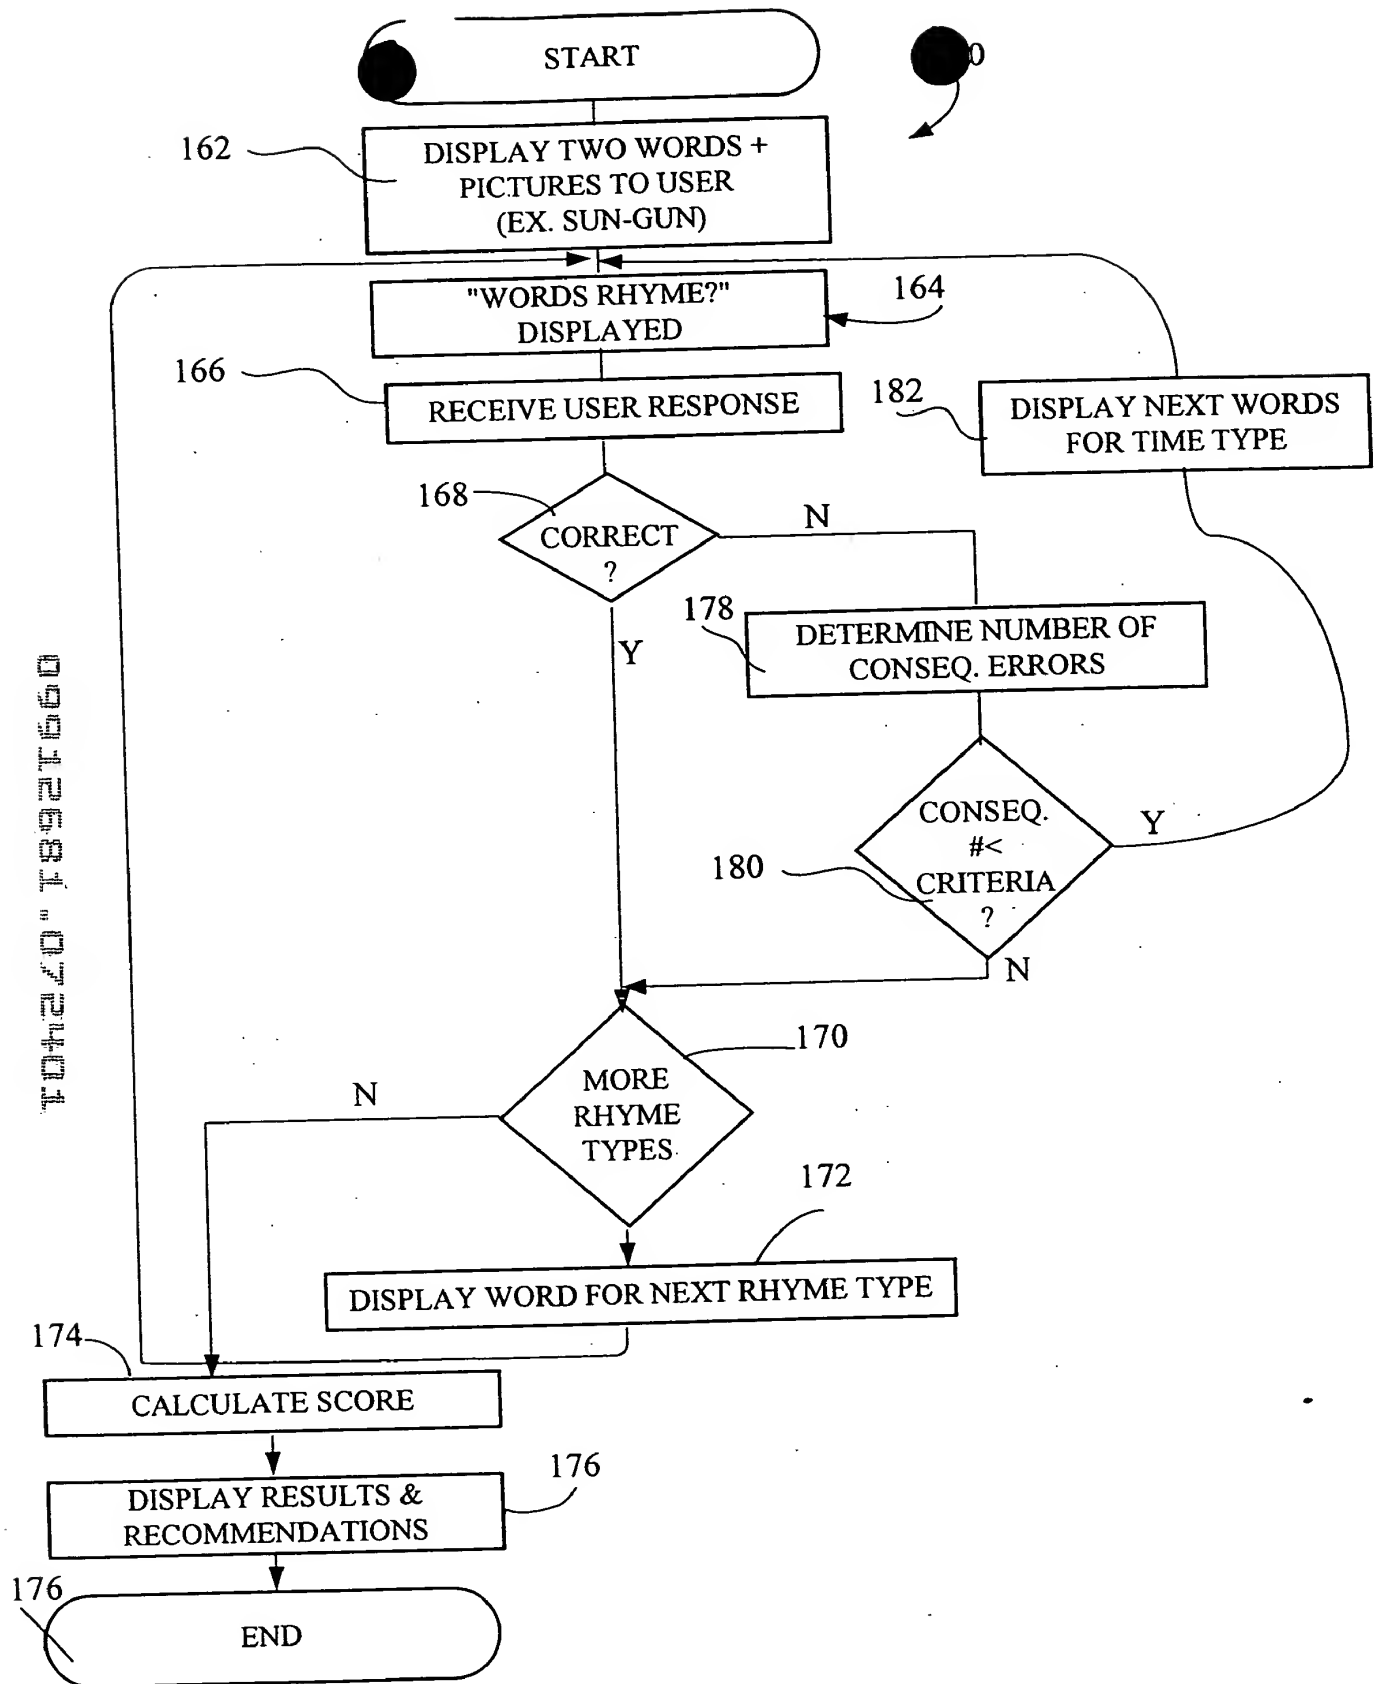 START
0
162
DISPLAY TWO WORDS +
PICTURES TO USER
(EX. SUN-GUN)
"WORDS RHYME?"
DISPLAYED
164
166
RECEIVE USER RESPONSE
182
DISPLAY NEXT WORDS
FOR TIME TYPE
168
CORRECT
?
N
Y
178
DETERMINE NUMBER OF
CONSEQ. ERRORS
CONSEQ.
#<
CRITERIA
?
Y
180
N
170
MORE
RHYME
TYPES
N
172
DISPLAY WORD FOR NEXT RHYME TYPE
174
CALCULATE SCORE
176
DISPLAY RESULTS &
RECOMMENDATIONS
176
END
09912681.072401